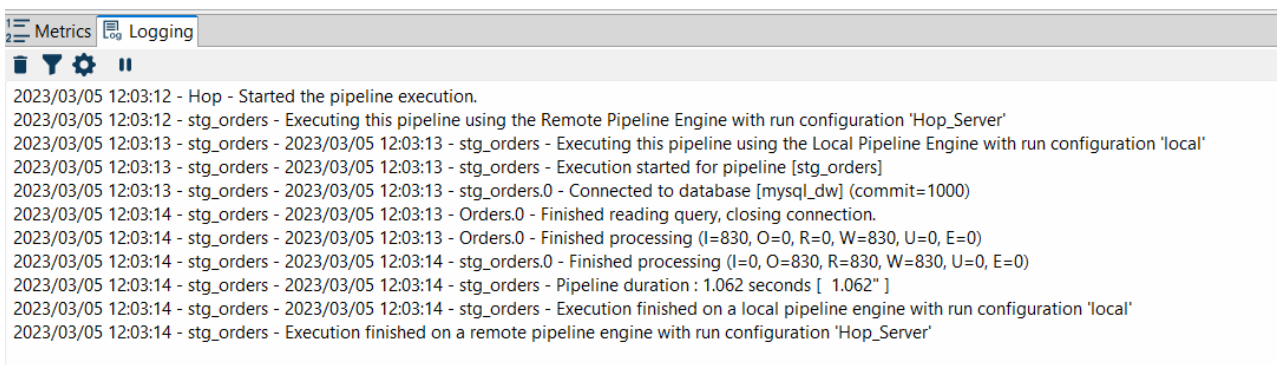 Metrics Logging
2023/03/05 12:03:12 - Hop - Started the pipeline execution.
2023/03/05 12:03:12 - stg_orders - Executing this pipeline using the Remote Pipeline Engine with run configuration 'Hop_Server'
2023/03/05 12:03:13 - stg_orders - 2023/03/05 12:03:13 - stg_orders - Executing this pipeline using the Local Pipeline Engine with run configuration 'local'
2023/03/05 12:03:13 - stg_orders - 2023/03/05 12:03:13 - stg_orders - Execution started for pipeline [stg_orders]
2023/03/05 12:03:13 - stg_orders - 2023/03/05 12:03:13 - stg_orders.0 - Connected to database [mysql_dw] (commit=1000)
2023/03/05 12:03:14 - stg_orders - 2023/03/05 12:03:13 - Orders.0 - Finished reading query, closing connection.
2023/03/05 12:03:14 - stg_orders - 2023/03/05 12:03:13 - Orders.0 - Finished processing (I=830, O=0, R=0, W=830, U=0, E=0)
2023/03/05 12:03:14 - stg_orders - 2023/03/05 12:03:14 - stg_orders.0 - Finished processing (I=0, O=830, R=830, W=830, U=0, E=0)
2023/03/05 12:03:14 - stg_orders - 2023/03/05 12:03:14 - stg_orders - Pipeline duration : 1.062 seconds [  1.062" ]
2023/03/05 12:03:14 - stg_orders - 2023/03/05 12:03:14 - stg_orders - Execution finished on a local pipeline engine with run configuration 'local'
2023/03/05 12:03:14 - stg_orders - Execution finished on a remote pipeline engine with run configuration 'Hop_Server'